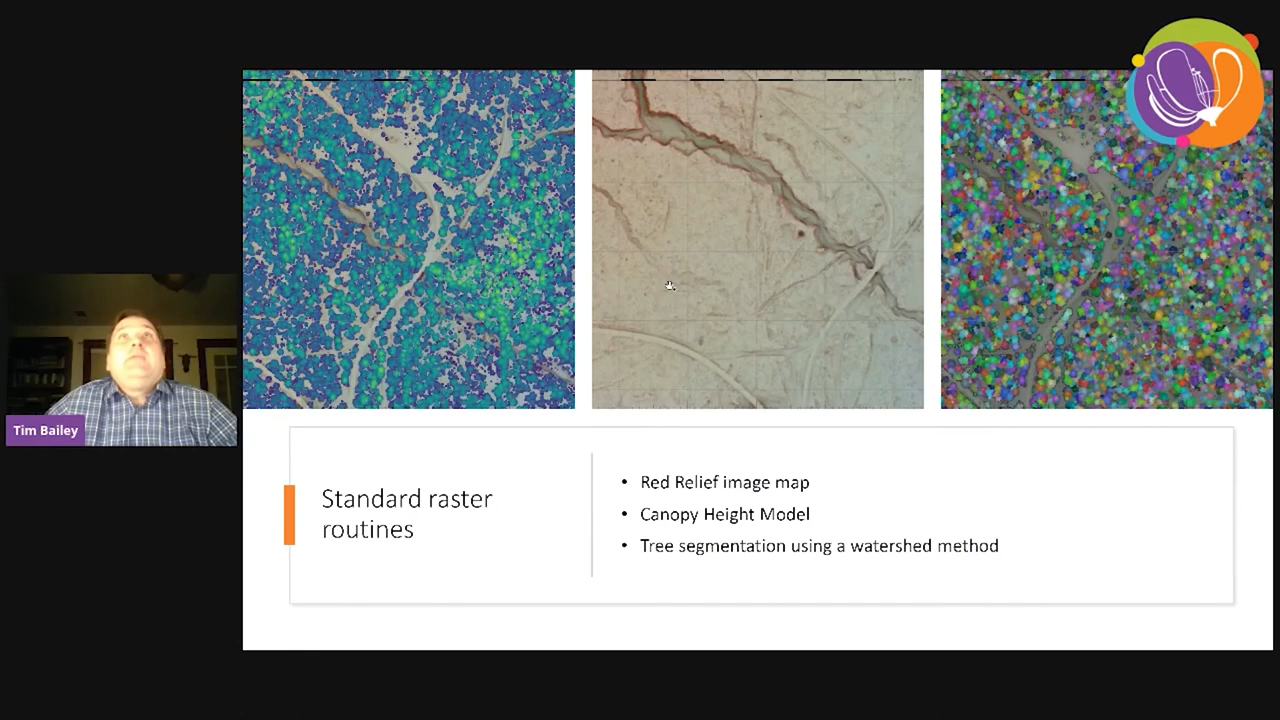 Tim Bailey
Standard raster
routines
• Red Relief image map
• Canopy Height Model
• Tree segmentation using a watershed method